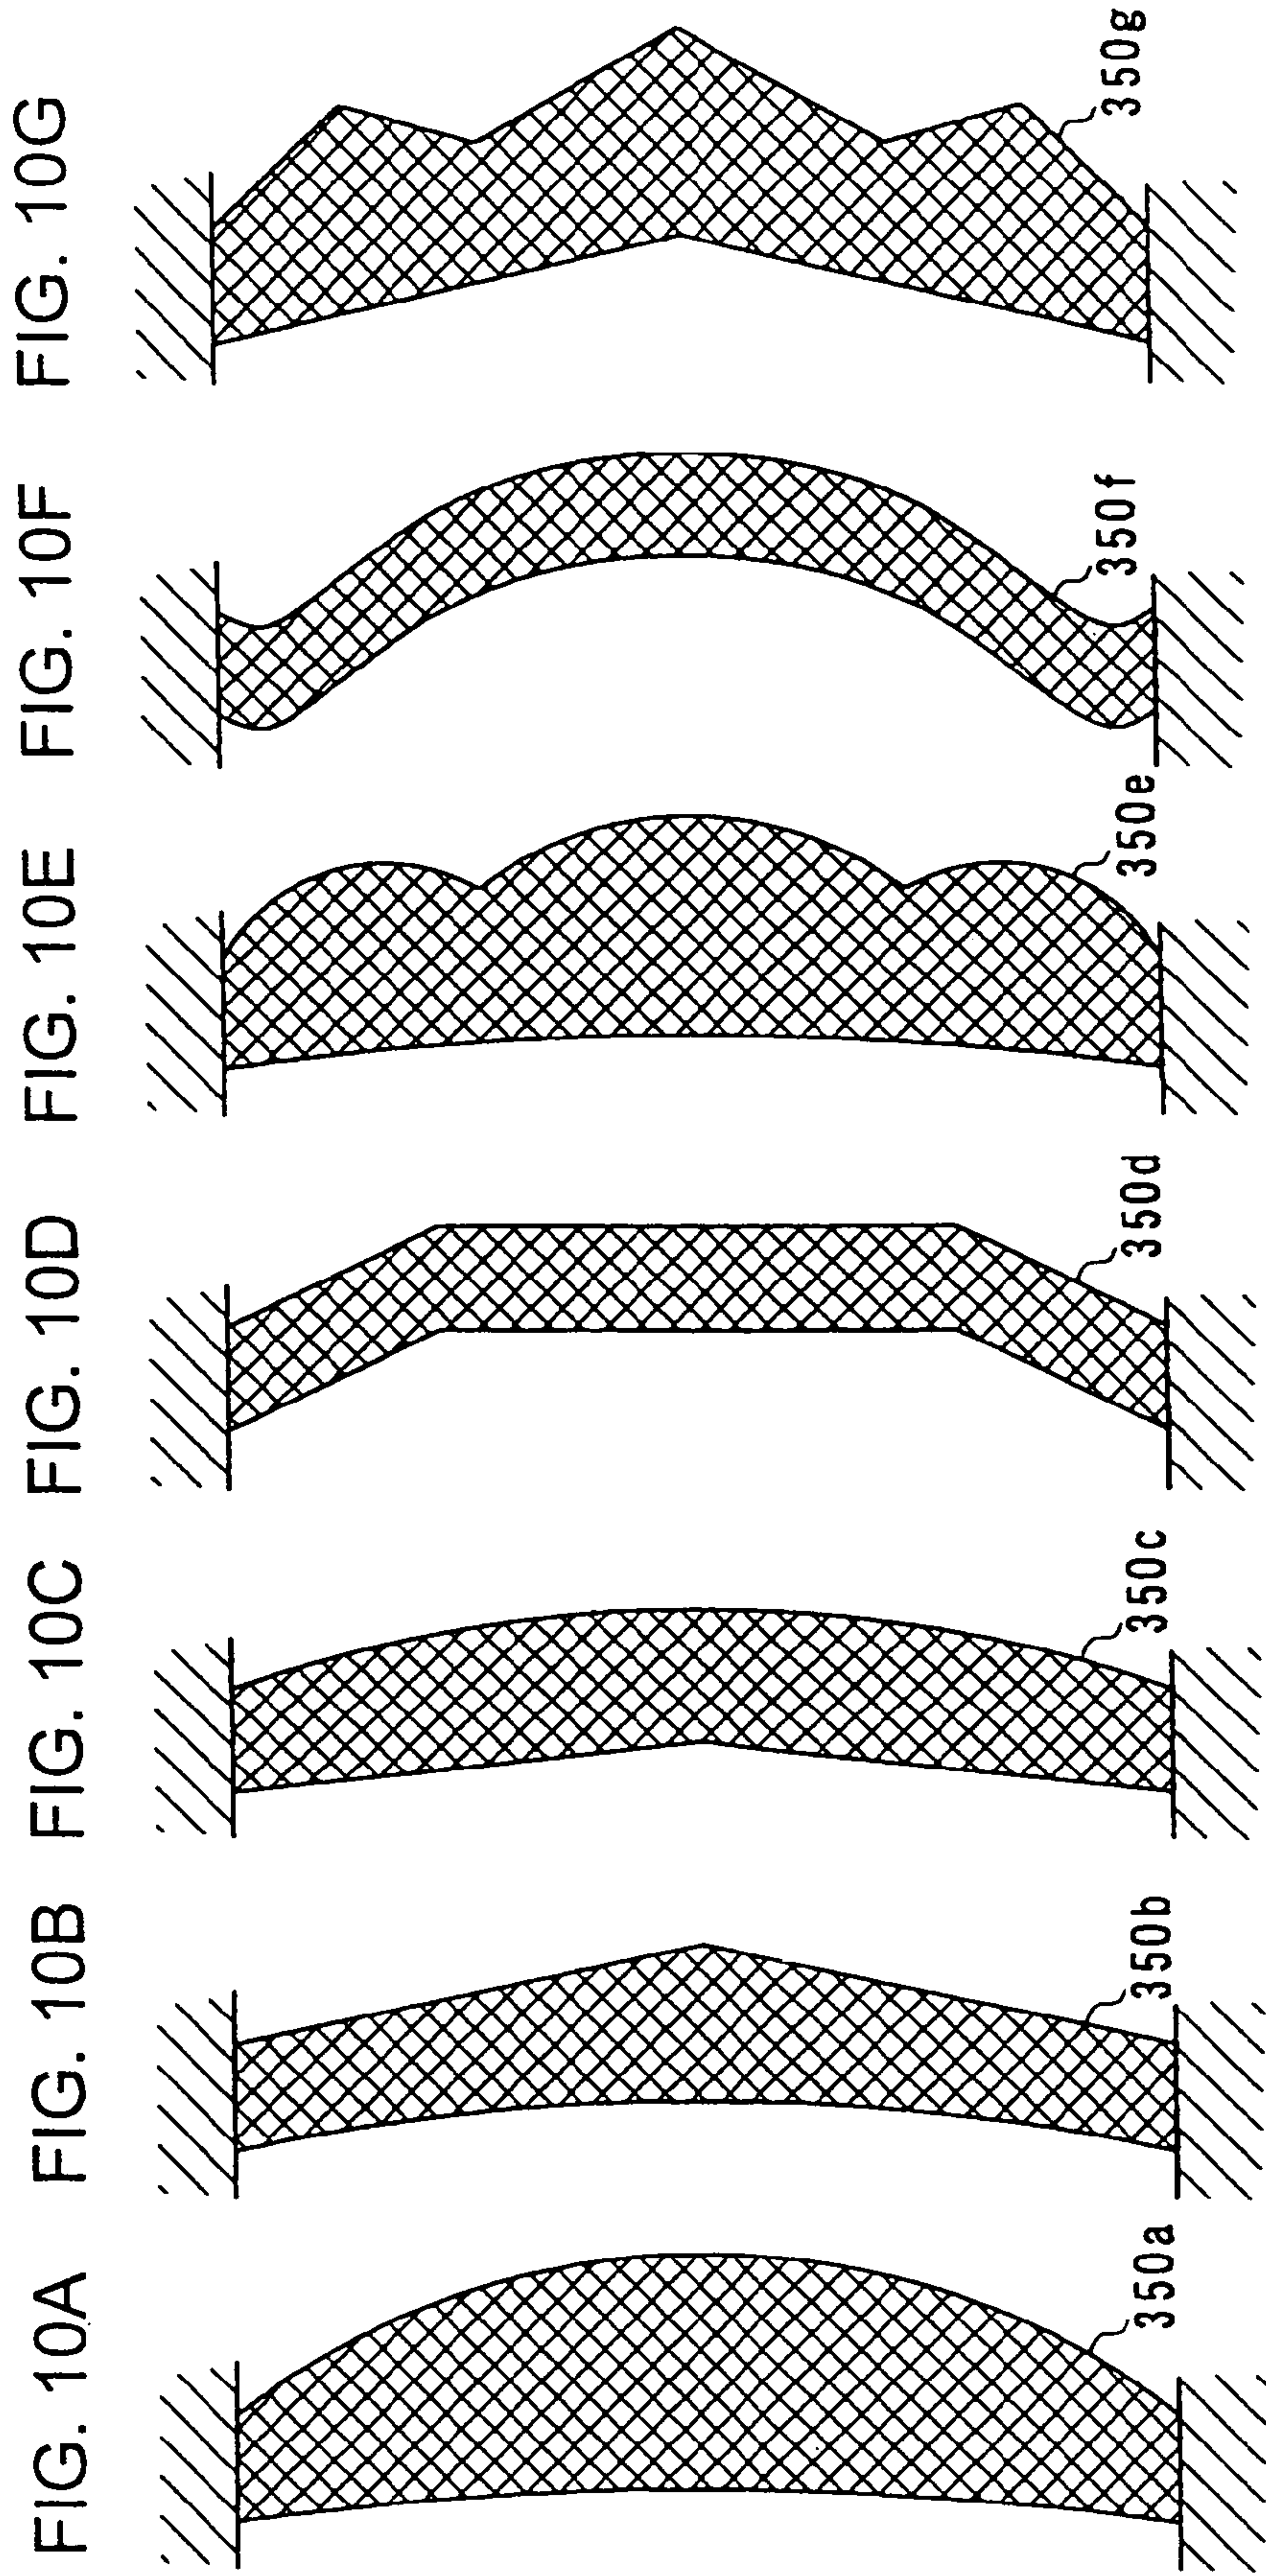 FIG. 10A
350a
FIG. 10B
350b
FIG. 10C
350c
FIG. 10D
350d
FIG. 10E
350e
FIG. 10F
350f
FIG. 10G
350g